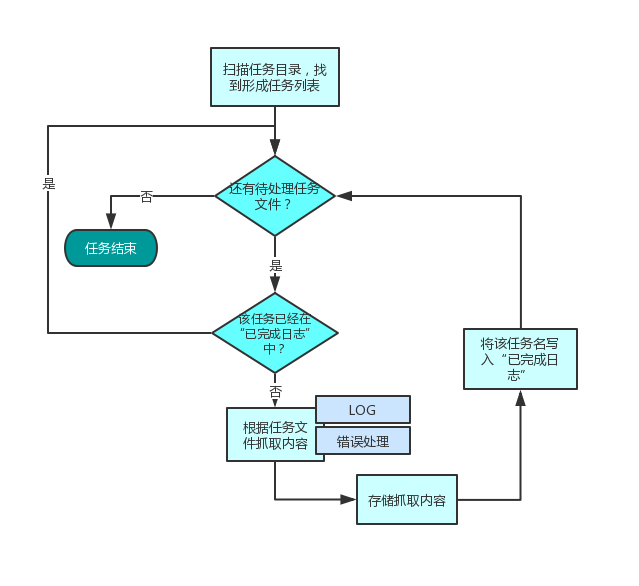 扫描任务目录，找
到形成任务列表
是
还有待处理任务
文件？
否
任务结束
是
该任务已经在
“已完成日志”
中？
将该任务名写
入“已完成日
志”
否
LOG
根据任务文
件抓取内容
错误处理
存储抓取内容